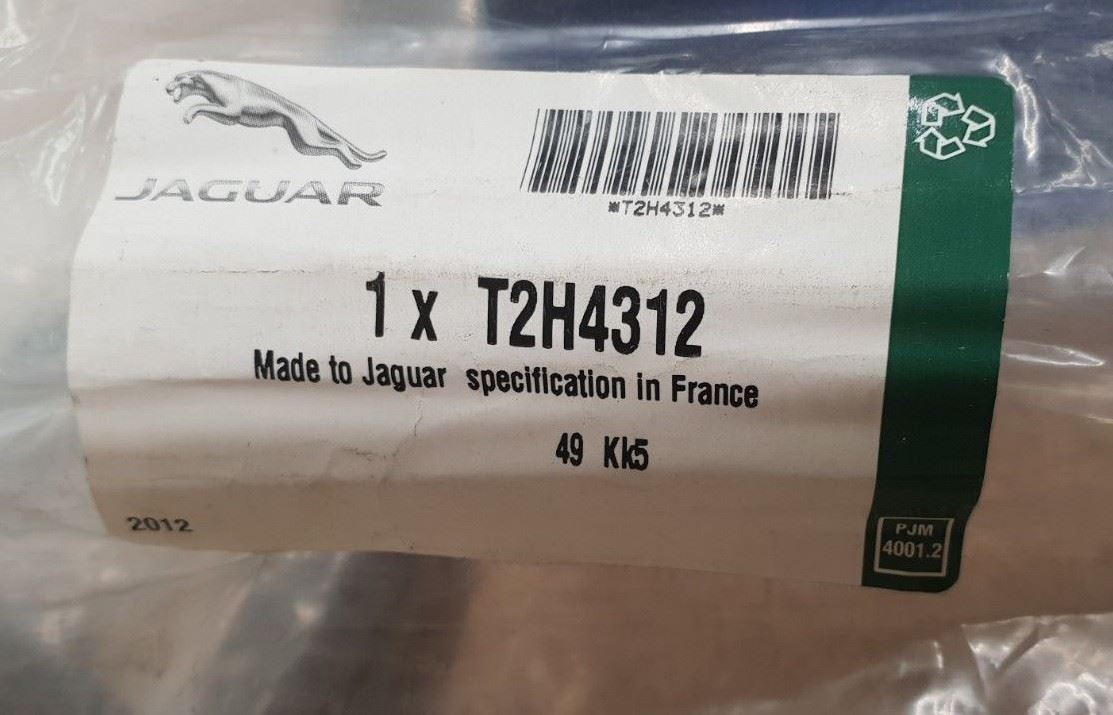 JAGUAR
*T2H4312*
1 x T2H4312
Made to Jaguar specification in France
49 Kk5
2012
PJM
4001.2